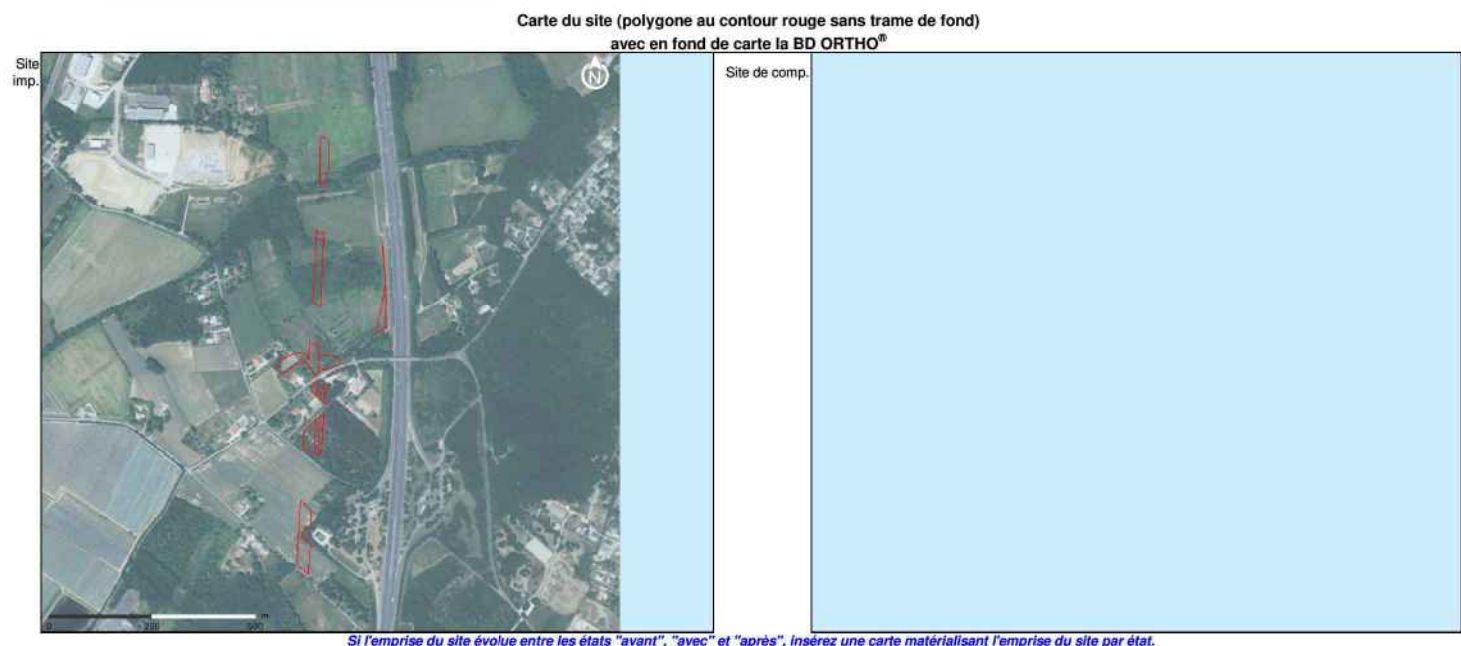 Carte du site (polygone au contour rouge sans trame de fond)
avec en fond de carte la BD ORTHO®
Site
imp.
N
Site de comp.
0 250 500 m
Si l'emprise du site évolue entre les états "avant", "avec" et "après", insérez une carte matérialisant l'emprise du site par état.